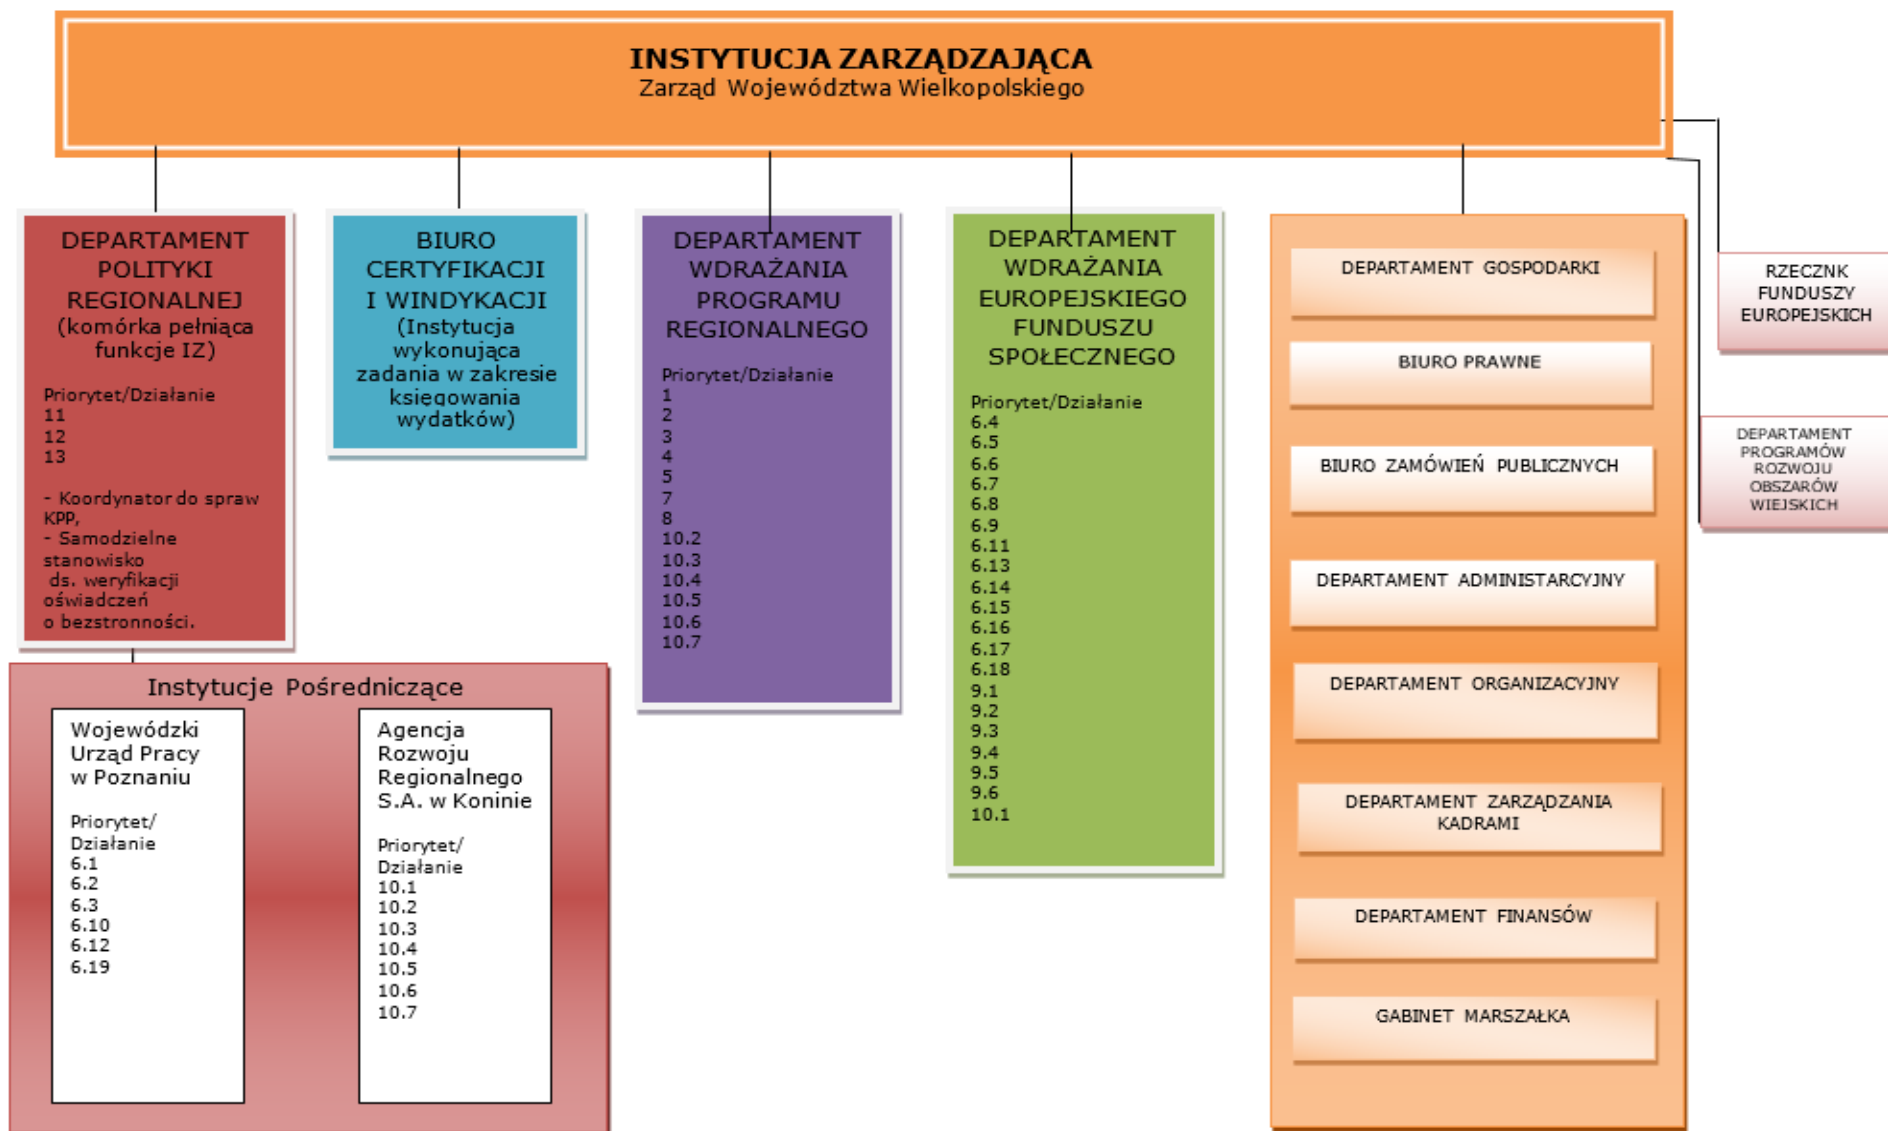 INSTYTUCJA ZARZĄDZAJĄCA
Zarząd Województwa Wielkopolskiego
DEPARTAMENT
POLITYKI
REGIONALNEJ
(komórka pełniąca
funkcje IZ)
Priorytet/Działanie
11
12
13
- Koordynator do spraw
KPP,
- Samodzielne
stanowisko
ds. weryfikacji
oświadczeń
o bezstronności.
BIURO
CERTYFIKACJI
I WINDYKACJI
(Instytucja
wykonująca
zadania w zakresie
księgowania
wydatków)
DEPARTAMENT
WDRAŻANIA
PROGRAMU
REGIONALNEGO
Priorytet/Działanie
1
2
3
4
5
7
8
10.2
10.3
10.4
10.5
10.6
10.7
DEPARTAMENT
WDRAŻANIA
EUROPEJSKIEGO
FUNDUSZU
SPOŁECZNEGO
Priorytet/Działanie
6.4
6.5
6.6
6.7
6.8
6.9
6.11
6.13
6.14
6.15
6.16
6.17
6.18
9.1
9.2
9.3
9.4
9.5
9.6
10.1
DEPARTAMENT GOSPODARKI
BIURO PRAWNE
BIURO ZAMÓWIEŃ PUBLICZNYCH
DEPARTAMENT ADMINISTARCYJNY
DEPARTAMENT ORGANIZACYJNY
DEPARTAMENT ZARZĄDZANIA
KADRAMI
DEPARTAMENT FINANSÓW
GABINET MARSZAŁKA
RZECZNK
FUNDUSZY
EUROPEJSKICH
DEPARTAMENT
PROGRAMÓW
ROZWOJU
OBSZARÓW
WIEJSKICH
Instytucje Pośredniczące
Wojewódzki
Urząd Pracy
w Poznaniu
Priorytet/
Działanie
6.1
6.2
6.3
6.10
6.12
6.19
Agencja
Rozwoju
Regionalnego
S.A. w Koninie
Priorytet/
Działanie
10.1
10.2
10.3
10.4
10.5
10.6
10.7